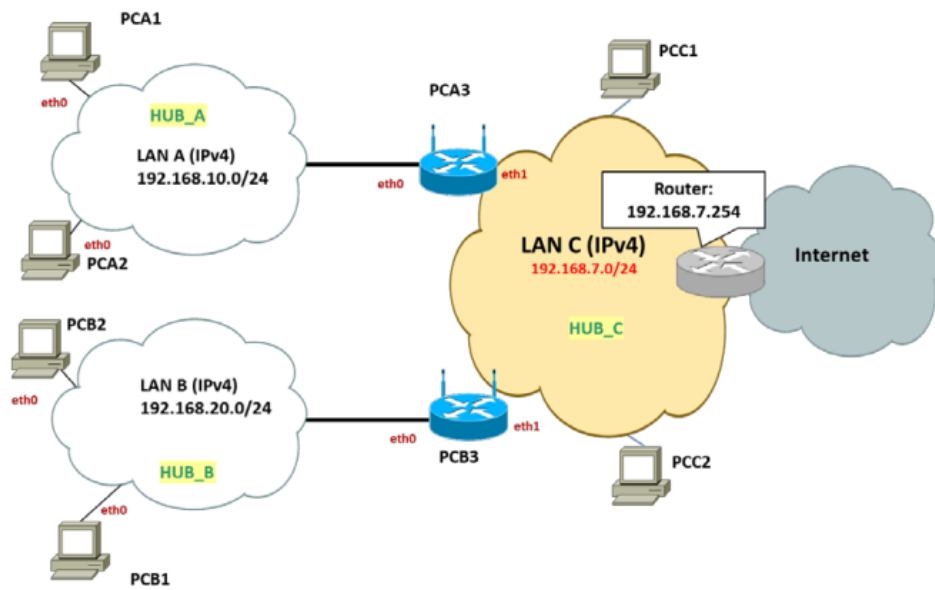 PCA1
eth0
HUB_A
LAN A (IPv4)
192.168.10.0/24
eth0
PCA2
PCA3
eth0
eth1
PCC1
Router:
192.168.7.254
LAN C (IPv4)
192.168.7.0/24
HUB_C
Internet
PCB2
eth0
LAN B (IPv4)
192.168.20.0/24
HUB_B
eth0
PCB1
eth0
eth1
PCB3
PCC2